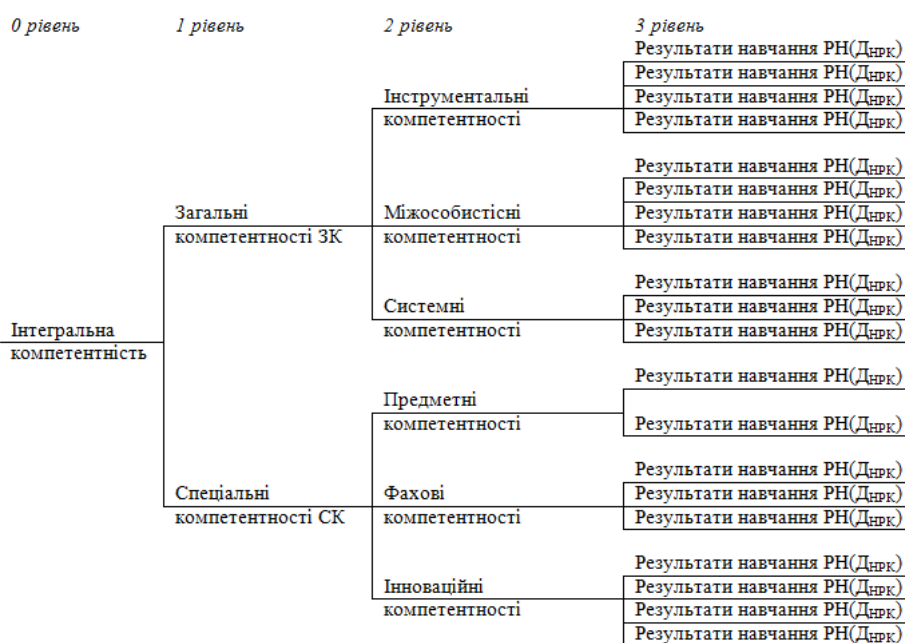 0 рівень 1 рівень 2 рівень 3 рівень
Результати навчання РН(ДНРК)
Результати навчання РН(ДНРК)
Інструментальні Результати навчання РН(ДНРК)
компетентності Результати навчання РН(ДНРК)
Результати навчання РН(ДНРК)
Результати навчання РН(ДНРК)
Загальні Міжособистісні Результати навчання РН(ДНРК)
компетентності ЗК компетентності Результати навчання РН(ДНРК)
Результати навчання РН(ДНРК)
Системні Результати навчання РН(ДНРК)
Інтегральна компетентності Результати навчання РН(ДНРК)
компетентність
Результати навчання РН(ДНРК)
Предметні
компетентності Результати навчання РН(ДНРК)
Результати навчання РН(ДНРК)
Спеціальні Фахові Результати навчання РН(ДНРК)
компетентності СК компетентності Результати навчання РН(ДНРК)
Результати навчання РН(ДНРК)
Інноваційні Результати навчання РН(ДНРК)
компетентності Результати навчання РН(ДНРК)
Результати навчання РН(ДНРК)